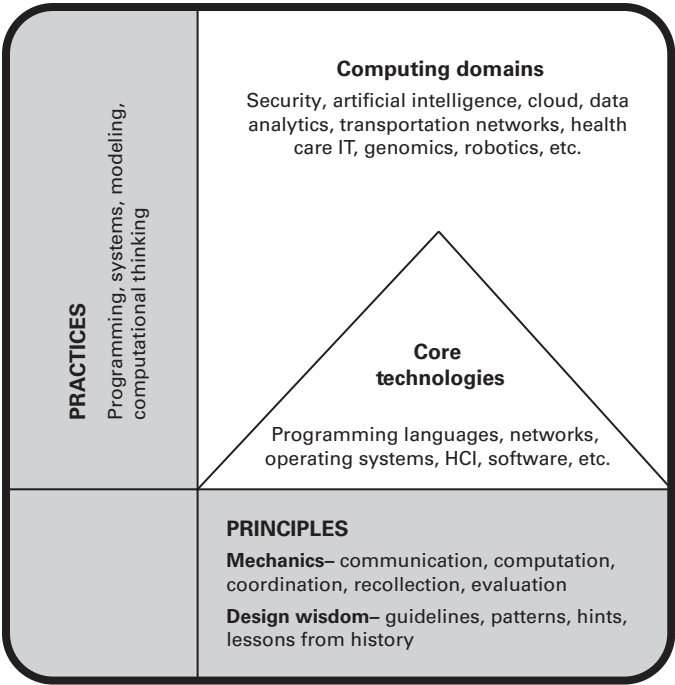 PRACTICES
Programming, systems, modeling,
computational thinking
Computing domains
Security, artificial intelligence, cloud, data
analytics, transportation networks, health
care IT, genomics, robotics, etc.
Core
technologies
Programming languages, networks,
operating systems, HCI, software, etc.
PRINCIPLES
Mechanics– communication, computation,
coordination, recollection, evaluation
Design wisdom– guidelines, patterns, hints,
lessons from history